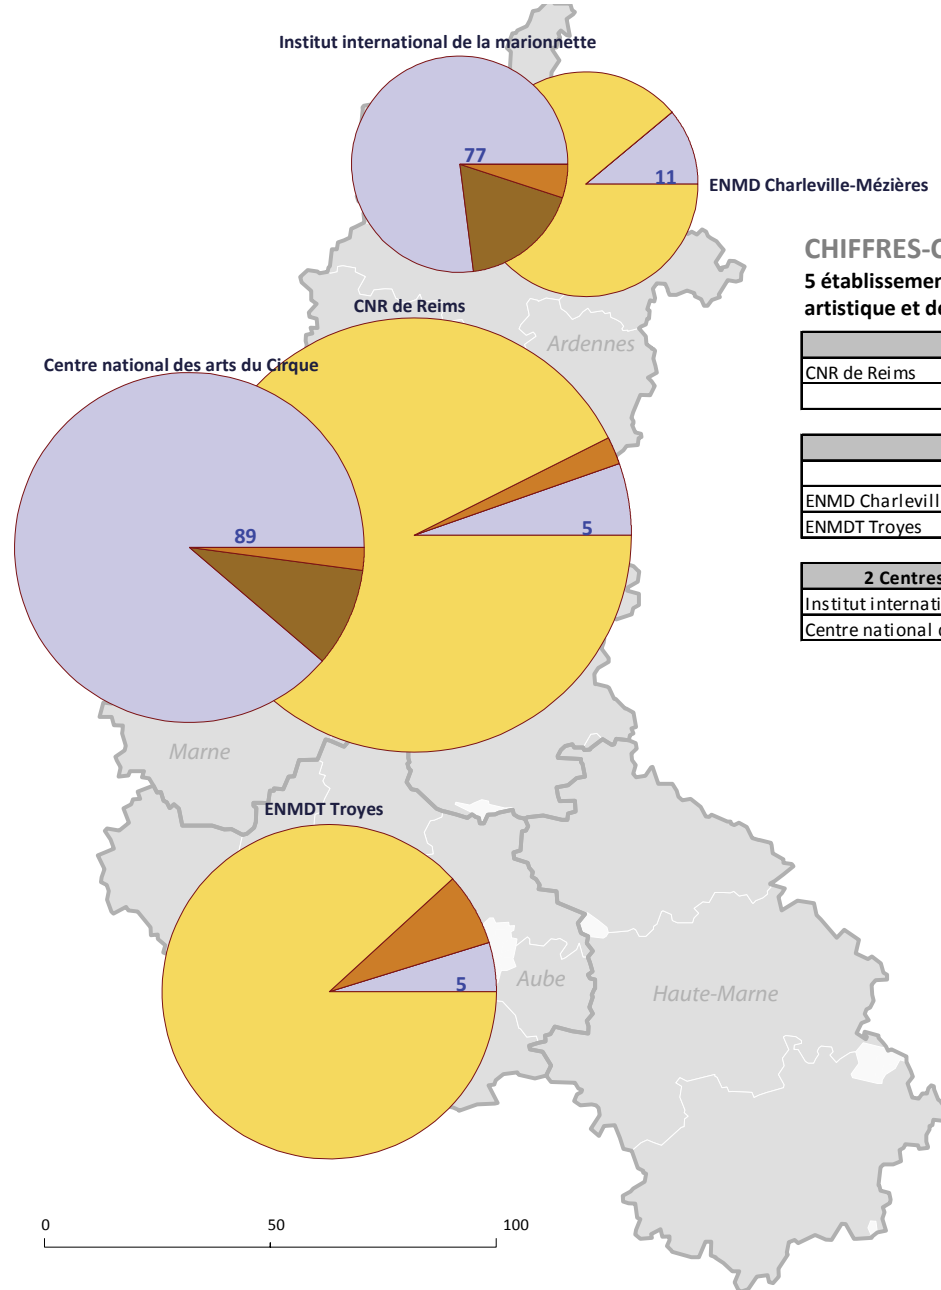 Institut international de la marionnette
77
11
ENMD Charleville-Mézières
CHIFFRES-
5 établissemen
artistique et de
CNR de Reims
Ardennes
Centre national des arts du Cirque
CNR de Reims
89
5
ENMD Charlevill
ENMDT Troyes
2 Centres
Institut internati
Centre national
Marne
ENMDT Troyes
5
Aube
Haute-Marne
0 50 100